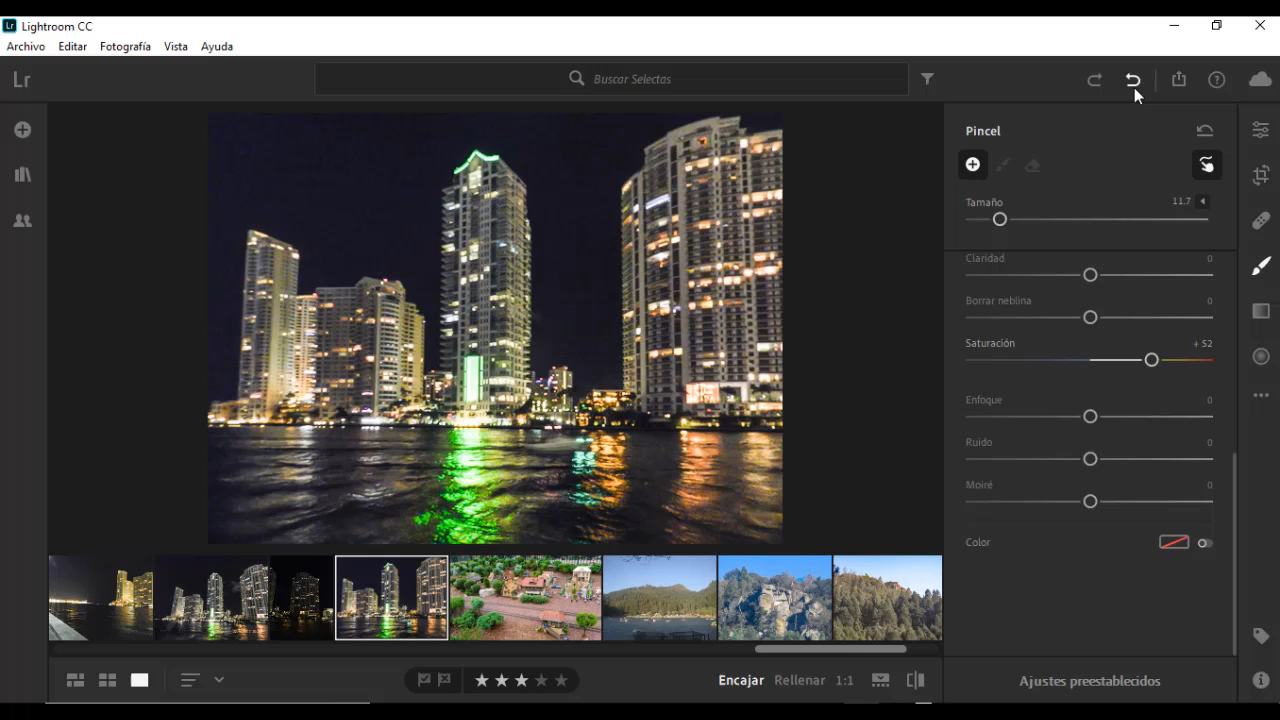 Lr Lightroom CC
Archivo Editar Fotografía Vista Ayuda
Lr Buscar Selectas
Pincel
Tamaño 11.7
Claridad 0
Borrar neblina 0
Saturación + 52
Enfoque 0
Ruido 0
Moiré 0
Color
Encajar Rellenar 1:1
Ajustes preestablecidos